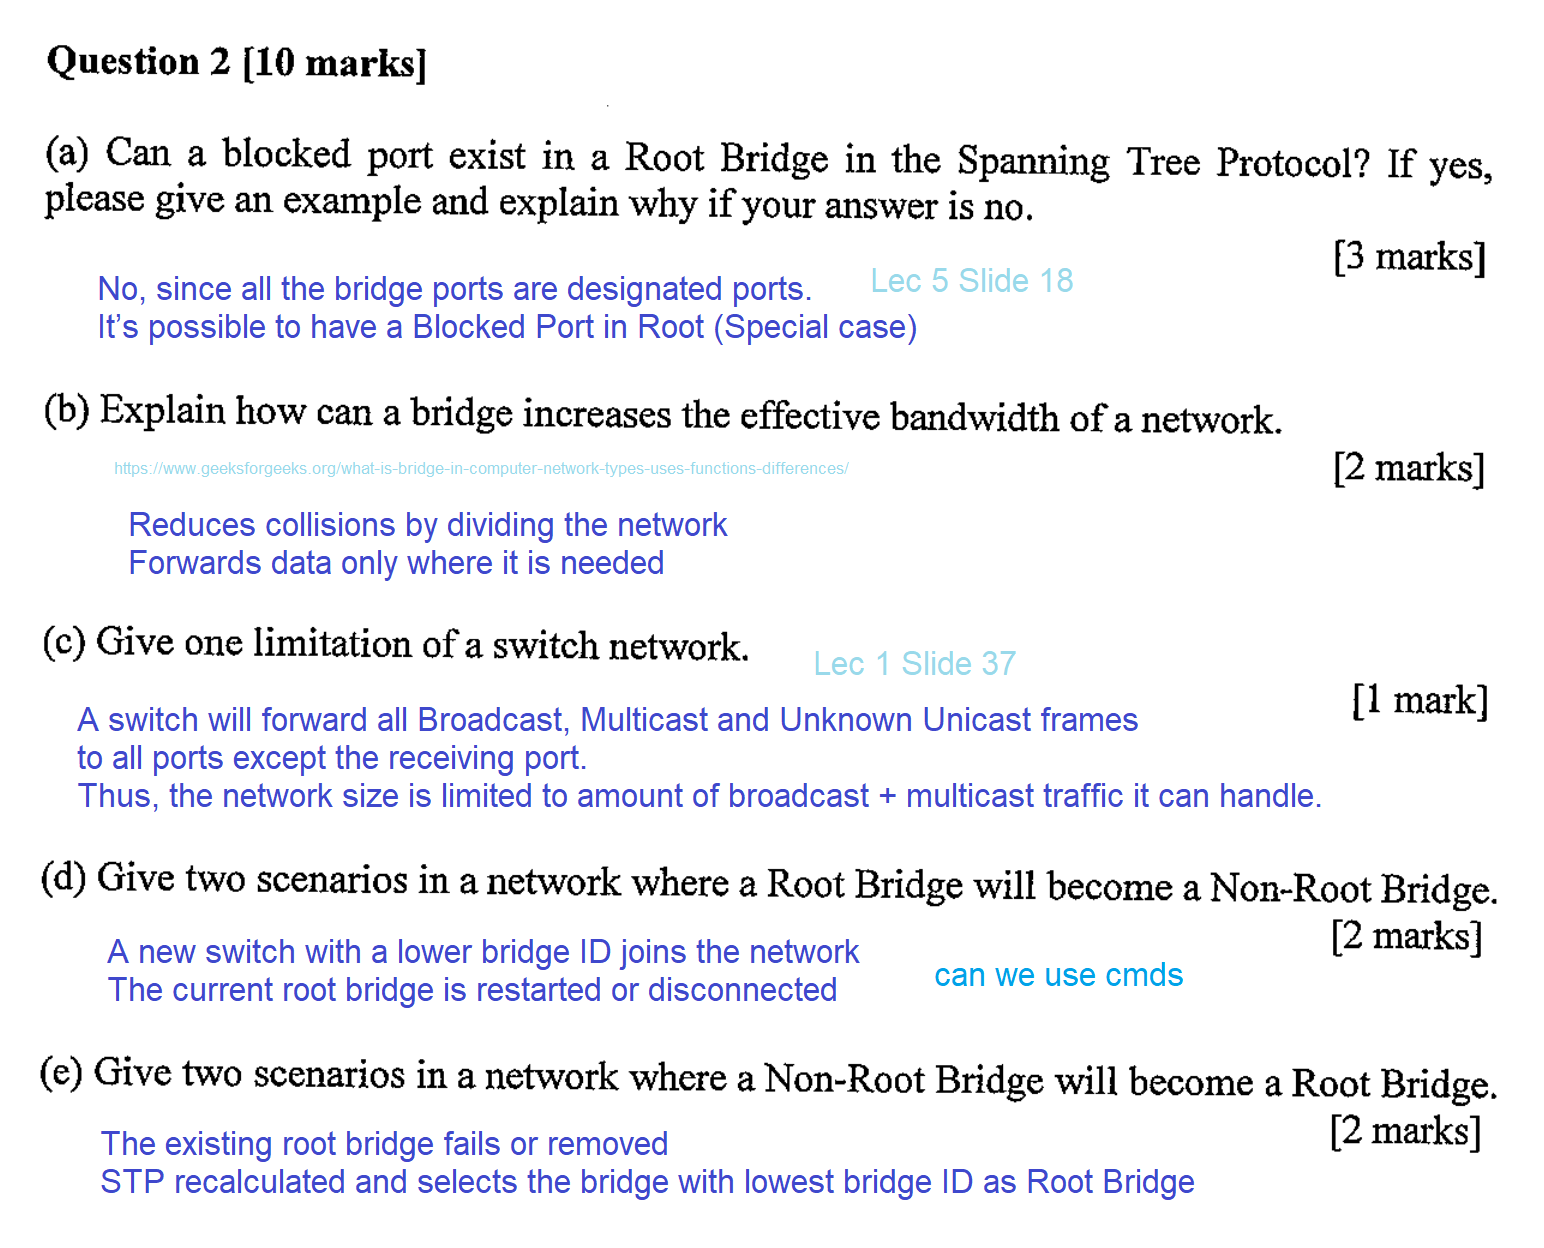 Question 2 [10 marks]
(a) Can a blocked port exist in a Root Bridge in the Spanning Tree Protocol? If yes,
please give an example and explain why if your answer is no.
[3 marks]
No, since all the bridge ports are designated ports.
Lec 5 Slide 18
It's possible to have a Blocked Port in Root (Special case)
(b) Explain how can a bridge increases the effective bandwidth of a network.
[2 marks]
https://www.geeksforgeeks.org/what-is-bridge-in-computer-network-types-uses-functions-differences/
Reduces collisions by dividing the network
Forwards data only where it is needed
(c) Give one limitation of a switch network.
Lec 1 Slide 37
[1 mark]
A switch will forward all Broadcast, Multicast and Unknown Unicast frames
to all ports except the receiving port.
Thus, the network size is limited to amount of broadcast + multicast traffic it can handle.
(d) Give two scenarios in a network where a Root Bridge will become a Non-Root Bridge.
[2 marks]
A new switch with a lower bridge ID joins the network
The current root bridge is restarted or disconnected
can we use cmds
(e) Give two scenarios in a network where a Non-Root Bridge will become a Root Bridge.
[2 marks]
The existing root bridge fails or removed
STP recalculated and selects the bridge with lowest bridge ID as Root Bridge